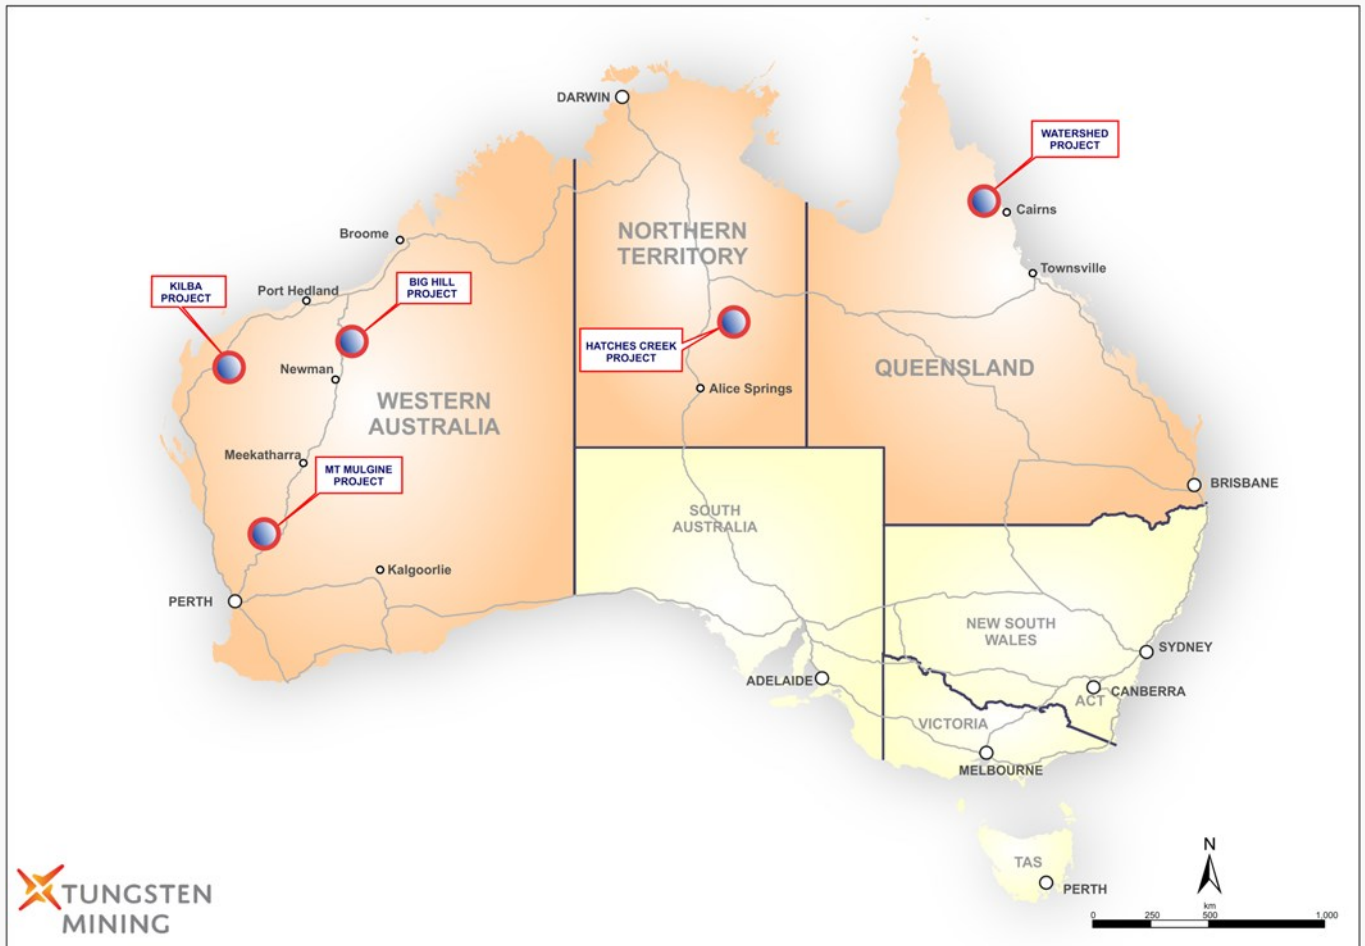 DARWIN
WATERSHED
PROJECT
Cairns
NORTHERN
TERRITORY
Broome
Townsville
KILBA
PROJECT
Port Hedland
BIG HILL
PROJECT
HATCHES CREEK
PROJECT
Newman
QUEENSLAND
Alice Springs
WESTERN
AUSTRALIA
Meekatharra
MT MULGINE
PROJECT
BRISBANE
SOUTH
AUSTRALIA
Kalgoorlie
PERTH
NEW SOUTH
WALES
SYDNEY
ADELAIDE
CANBERRA
ACT
VICTORIA
MELBOURNE
TAS
PERTH
N
km
0 250 500 1,000
TUNGSTEN
MINING